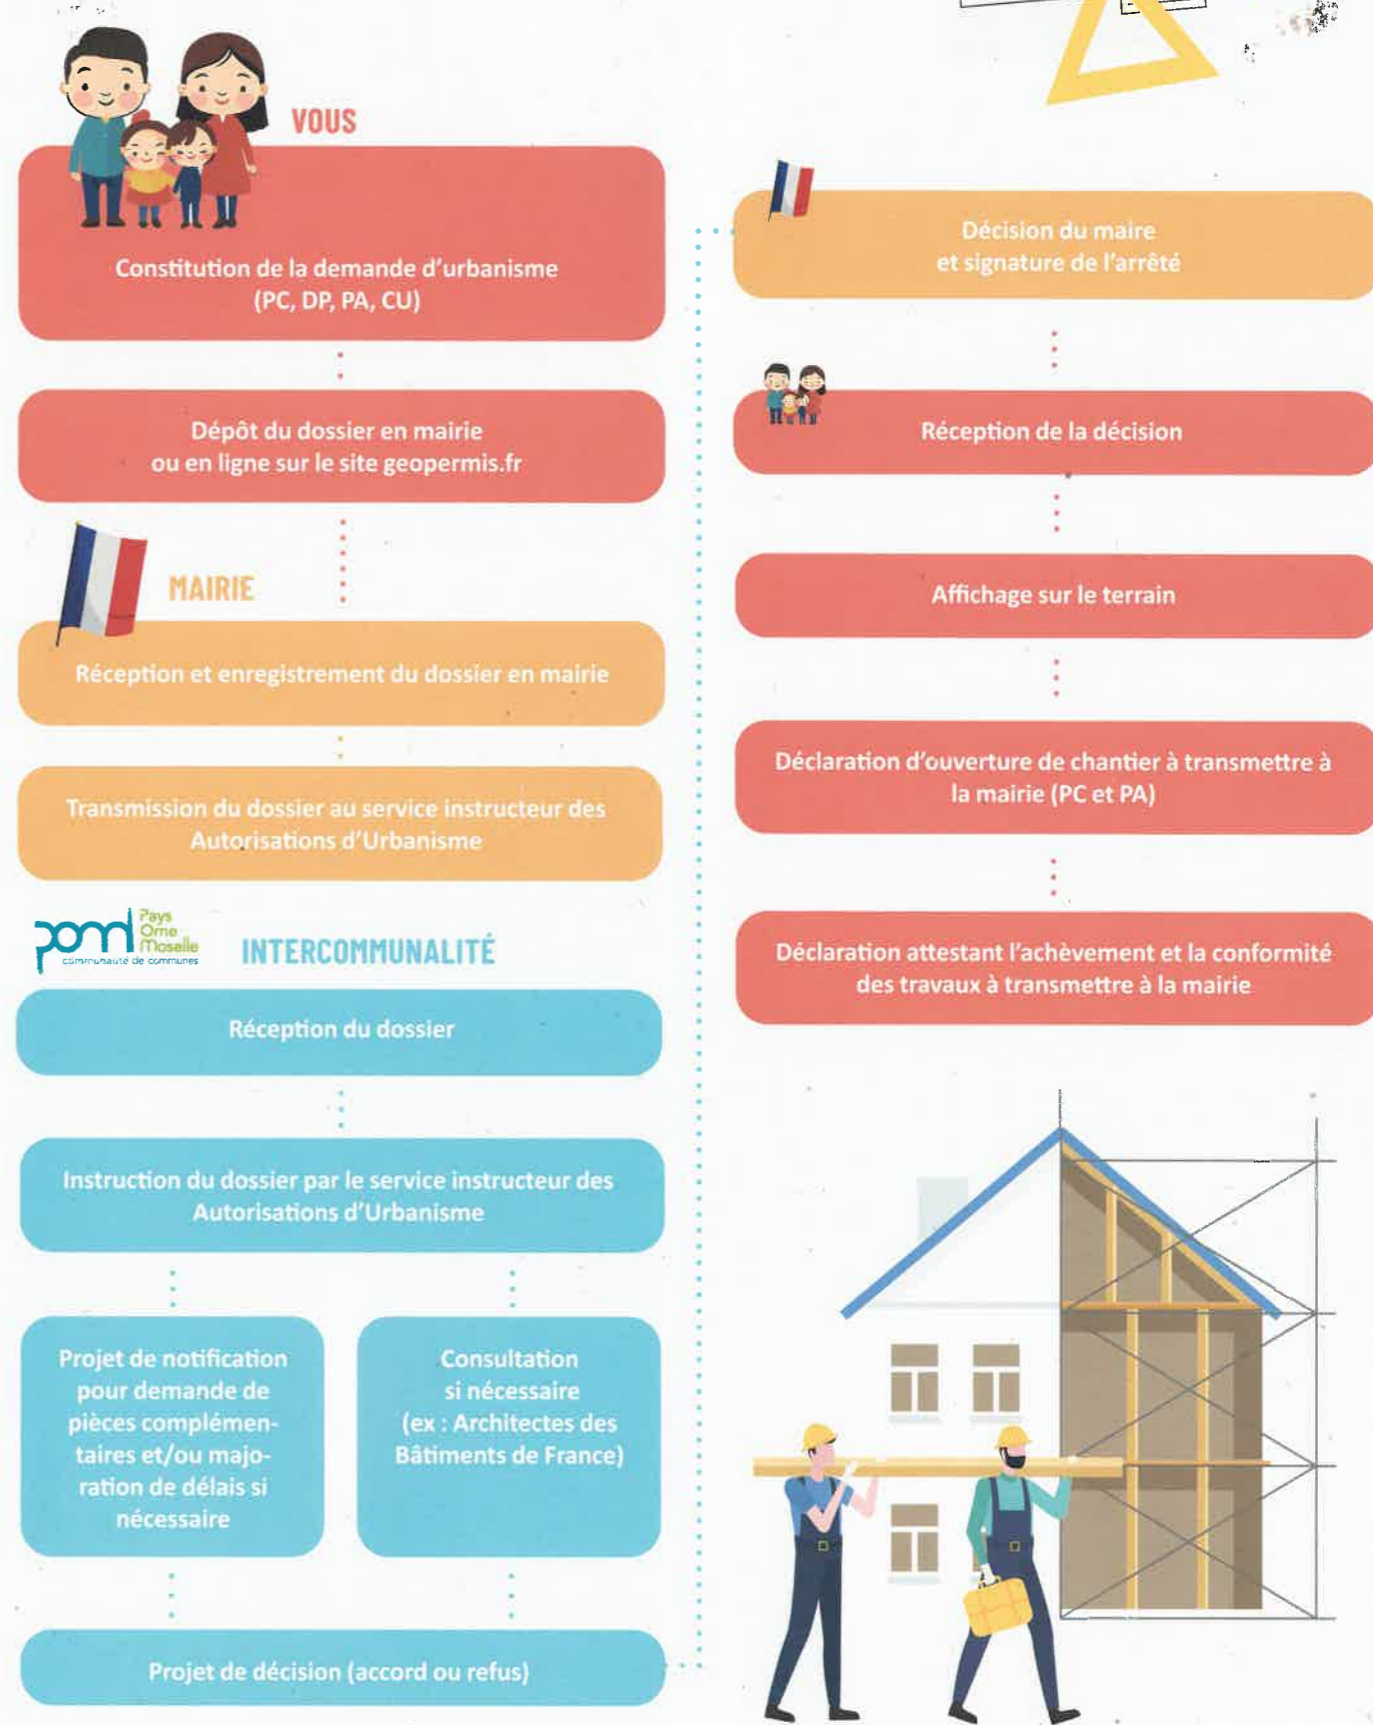 VOUS
Constitution de la demande d'urbanisme
(PC, DP, PA, CU)
Dépôt du dossier en mairie
ou en ligne sur le site geopermis.fr
MAIRIE
Réception et enregistrement du dossier en mairie
Transmission du dossier au service instructeur des
Autorisations d'Urbanisme
pom
Pays
Orne
Moselle
communauté de communes
INTERCOMMUNALITÉ
Réception du dossier
Instruction du dossier par le service instructeur des
Autorisations d'Urbanisme
Projet de notification
pour demande de
pièces complémen-
taires et/ou majo-
ration de délais si
nécessaire
Consultation
si nécessaire
(ex : Architectes des
Bâtiments de France)
Projet de décision (accord ou refus)
Décision du maire
et signature de l'arrêté
Réception de la décision
Affichage sur le terrain
Déclaration d'ouverture de chantier à transmettre à
la mairie (PC et PA)
Déclaration attestant l'achèvement et la conformité
des travaux à transmettre à la mairie